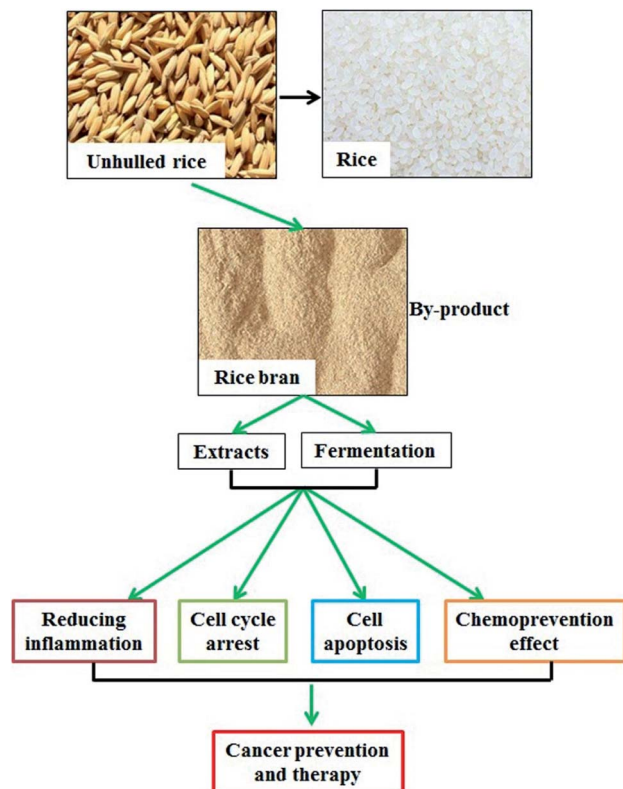 Unhulled rice
Rice
Rice bran
By-product
Extracts
Fermentation
Reducing
inflammation
Cell cycle
arrest
Cell
apoptosis
Chemoprevention
effect
Cancer prevention
and therapy